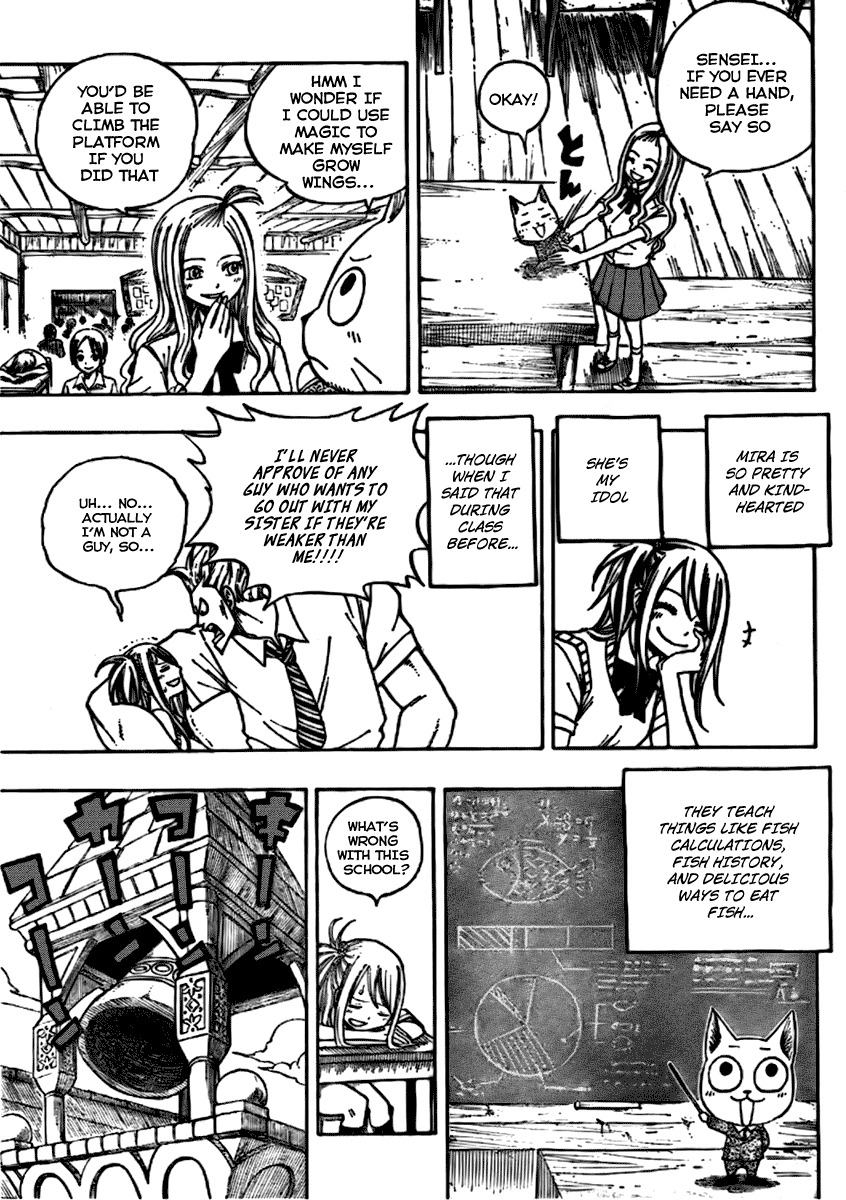 SENSEI...
IF YOU EVER
NEED A HAND,
PLEASE
SAY SO
OKAY!
とん
HMM I
WONDER IF
I COULD USE
MAGIC TO
MAKE MYSELF
GROW
WINGS...
YOU'D BE
ABLE TO
CLIMB THE
PLATFORM
IF YOU
DID THAT
MIRA IS
SO PRETTY
AND KIND-
HEARTED
SHE'S
MY
IDOL
...THOUGH
WHEN I
SAID THAT
DURING
CLASS
BEFORE...
I'LL NEVER
APPROVE OF ANY
GUY WHO WANTS TO
GO OUT WITH MY
SISTER IF THEY'RE
WEAKER THAN
ME!!!!
UH... NO...
ACTUALLY
I'M NOT A
GUY, SO...
THEY TEACH
THINGS LIKE FISH
CALCULATIONS,
FISH HISTORY,
AND DELICIOUS
WAYS TO EAT
FISH...
WHAT'S
WRONG
WITH THIS
SCHOOL?